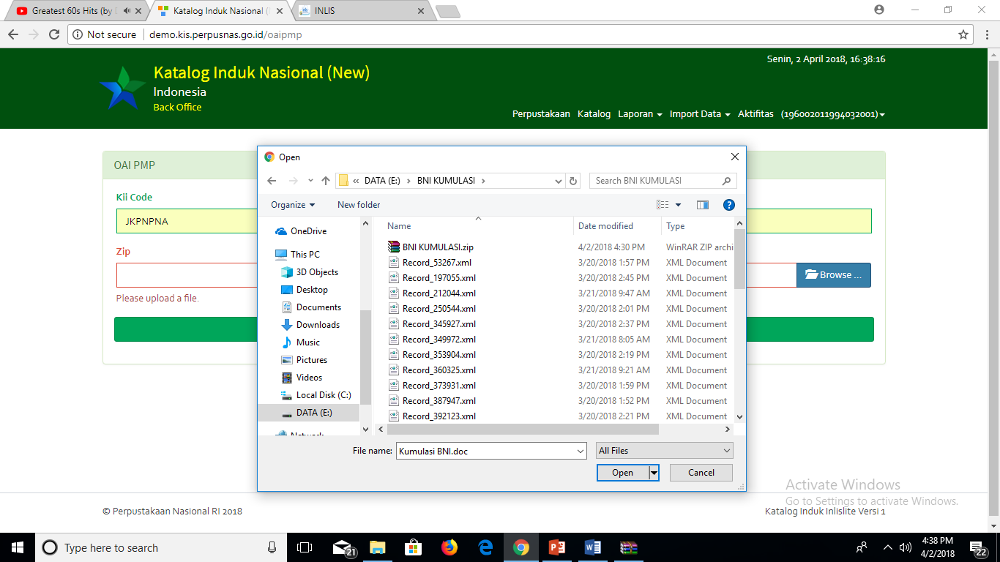 Greatest 60s Hits (by
Katalog Induk Nasional (
INLIS
Not secure | demo.kis.perpusnas.go.id/oaipmp
Senin, 2 April 2018, 16:38:16
Katalog Induk Nasional (New)
Indonesia
Back Office
Perpustakaan Katalog Laporan Import Data Aktifitas (196002011994032001)
OAI PMP
Kii Code
JKPNPNA
Zip
Browse ...
Please upload a file.
Open
« DATA (E:) › BNI KUMULASI ›
Search BNI KUMULASI
Organize New folder
OneDrive
This PC
3D Objects
Desktop
Documents
Downloads
Music
Pictures
Videos
Local Disk (C:)
DATA (E:)
Network
Name Date modified Type
BNI KUMULASI.zip 4/2/2018 4:30 PM WinRAR ZIP archi
Record_53267.xml 3/20/2018 1:57 PM XML Document
Record_197055.xml 3/20/2018 2:45 PM XML Document
Record_212044.xml 3/21/2018 9:47 AM XML Document
Record_250544.xml 3/20/2018 2:01 PM XML Document
Record_345927.xml 3/20/2018 2:37 PM XML Document
Record_349972.xml 3/21/2018 8:05 AM XML Document
Record_353904.xml 3/20/2018 2:19 PM XML Document
Record_360325.xml 3/21/2018 9:21 AM XML Document
Record_373931.xml 3/20/2018 1:59 PM XML Document
Record_387947.xml 3/20/2018 1:52 PM XML Document
Record_392123.xml 3/20/2018 2:21 PM XML Document
File name: Kumulasi BNI.doc All Files
Open Cancel
Activate Windows
Go to Settings to activate Windows.
© Perpustakaan Nasional RI 2018
Katalog Induk Inlislite Versi 1
Type here to search
21
4:38 PM
4/2/2018
22